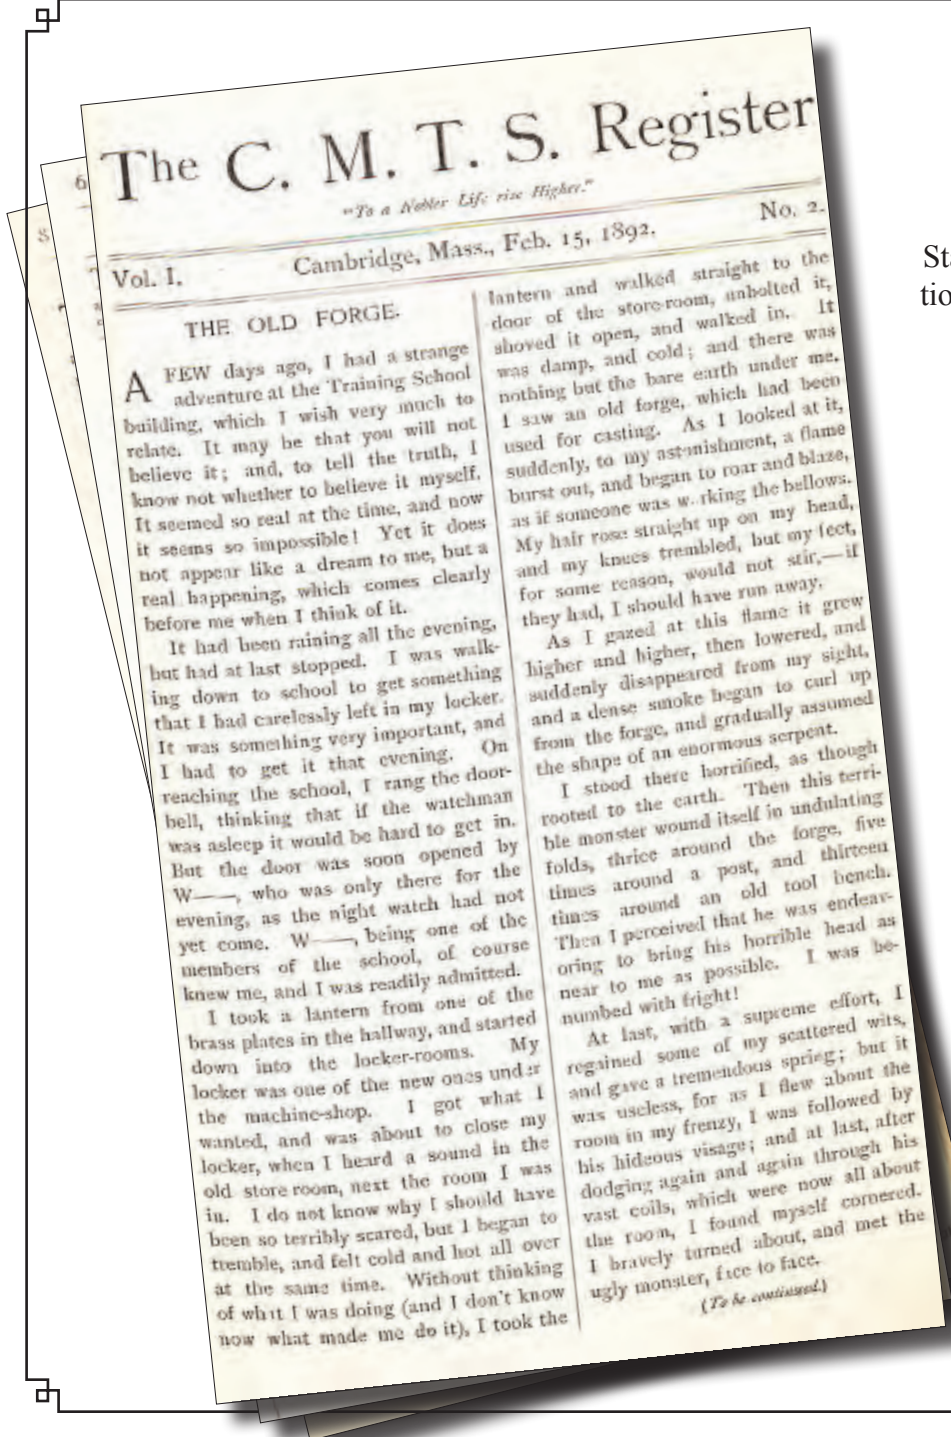 The C. M. T. S. Register
"To a Nobler Life rise Higher."
Vol. I.
Cambridge, Mass., Feb. 15, 1892.
No. 2.
THE OLD FORGE.
A FEW days ago, I had a strange
adventure at the Training School
building, which I wish very much to
relate. It may be that you will not
believe it; and, to tell the truth, I
know not whether to believe it myself.
It seemed so real at the time, and now
it seems so impossible! Yet it does
not appear like a dream to me, but a
real happening, which comes clearly
before me when I think of it.
It had been raining all the evening,
but had at last stopped. I was walk-
ing down to school to get something
that I had carelessly left in my locker.
It was something very important, and
I had to get it that evening. On
reaching the school, I rang the door-
bell, thinking that if the watchman
was asleep it would be hard to get in.
But the door was soon opened by
W——, who was only there for the
evening, as the night watch had not
yet come. W——, being one of the
members of the school, of course
knew me, and I was readily admitted.
I took a lantern from one of the
brass plates in the hallway, and started
down into the locker-rooms. My
locker was one of the new ones under
the machine-shop. I got what I
wanted, and was about to close my
locker, when I heard a sound in the
old store room, next the room I was
in. I do not know why I should have
been so terribly scared, but I began to
tremble, and felt cold and hot all over
at the same time. Without thinking
of what I was doing (and I don't know
now what made me do it), I took the
lantern and walked straight to the
door of the store-room, unbolted it,
shoved it open, and walked in. It
was damp, and cold; and there was
nothing but the bare earth under me.
I saw an old forge, which had been
used for casting. As I looked at it,
suddenly, to my astonishment, a flame
burst out, and began to roar and blaze,
as if someone was w rking the bellows.
My hair rose straight up on my head,
and my knees trembled, but my feet,
for some reason, would not stir,—if
they had, I should have run away.
As I gazed at this flame it grew
higher and higher, then lowered, and
suddenly disappeared from my sight,
and a dense smoke began to curl up
from the forge, and gradually assumed
the shape of an enormous serpent.
I stood there horrified, as though
rooted to the earth. Then this terri-
ble monster wound itself in undulating
folds, thrice around the forge, five
times around a post, and thirteen
times around an old tool bench.
Then I perceived that he was endeav-
oring to bring his horrible head as
near to me as possible. I was be-
numbed with fright!
At last, with a supreme effort, I
regained some of my scattered wits,
and gave a tremendous spring; but it
was useless, for as I flew about the
room in my frenzy, I was followed by
his hideous visage; and at last, after
dodging again and again through his
vast coils, which were now all about
the room, I found myself cornered.
I bravely turned about, and met the
ugly monster, face to face.
(To be continued.)
St
tio